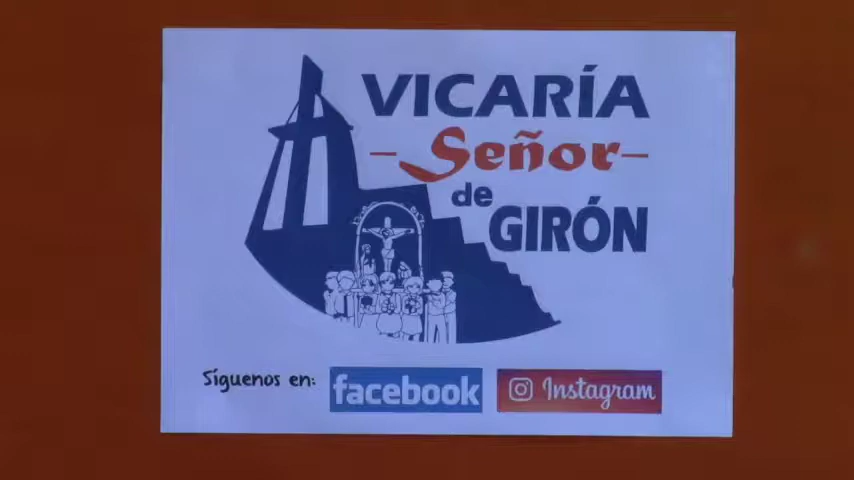 VICARÍA
-Señor-
de
GIRÓN
Síguenos en: facebook Instagram